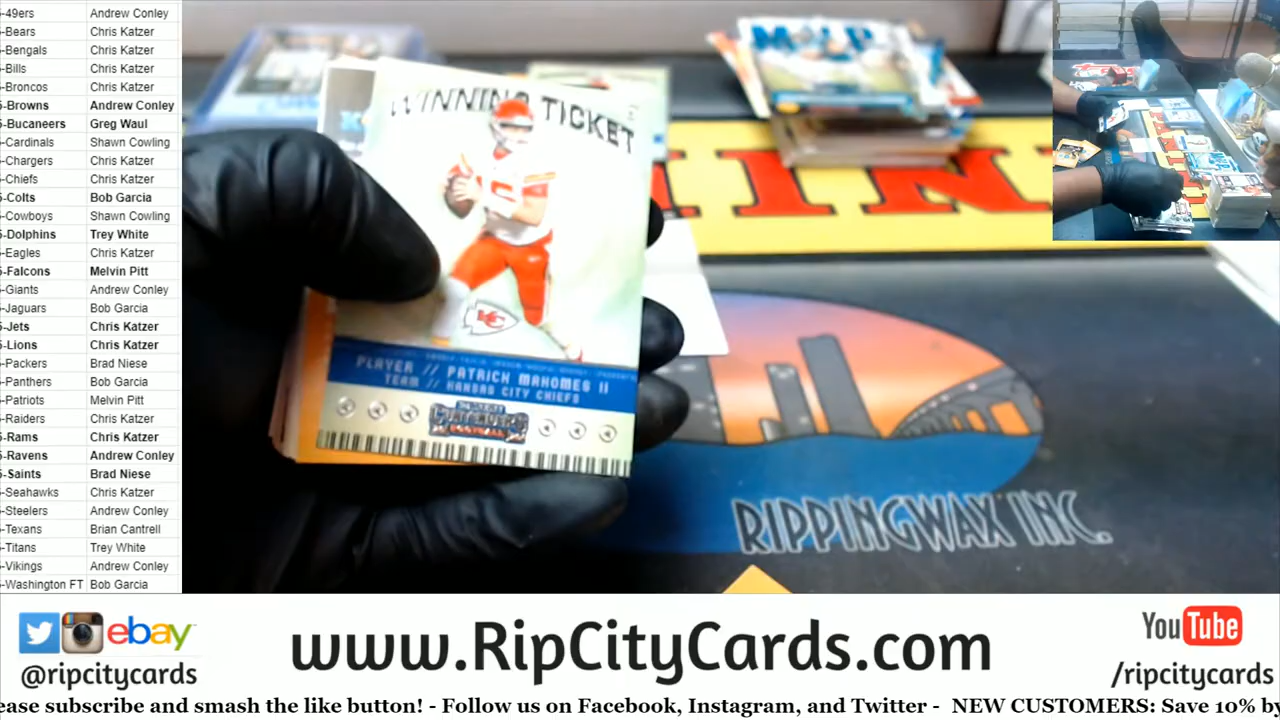 -49ers Andrew Conley
-Bears Chris Katzer
-Bengals Chris Katzer
-Bills Chris Katzer
-Broncos Chris Katzer
-Browns Andrew Conley
-Bucaneers Greg Waul
-Cardinals Shawn Cowling
-Chargers Chris Katzer
-Chiefs Chris Katzer
-Colts Bob Garcia
-Cowboys Shawn Cowling
-Dolphins Trey White
-Eagles Chris Katzer
-Falcons Melvin Pitt
-Giants Andrew Conley
-Jaguars Bob Garcia
-Jets Chris Katzer
-Lions Chris Katzer
-Packers Brad Niese
-Panthers Bob Garcia
-Patriots Melvin Pitt
-Raiders Chris Katzer
-Rams Chris Katzer
-Ravens Andrew Conley
-Saints Brad Niese
-Seahawks Chris Katzer
-Steelers Andrew Conley
-Texans Brian Cantrell
-Titans Trey White
-Vikings Andrew Conley
-Washington FT Bob Garcia
WINNING TICKET
15
KC
PLAYER // PATRICK MAHOMES II
TEAM // KANSAS CITY CHIEFS
CONTENDERS
RIPPINGWAX INC.
ebay
@ripcitycards
www.RipCityCards.com
YouTube
/ripcitycards
ease subscribe and smash the like button! - Follow us on Facebook, Instagram, and Twitter - NEW CUSTOMERS: Save 10% by